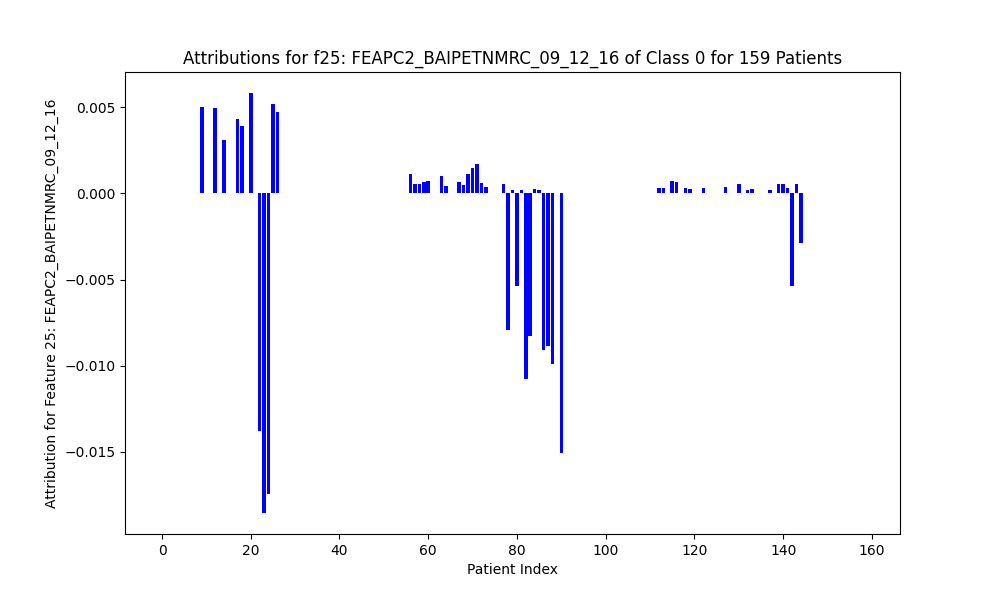 Attributions for f25: FEAPC2_BAIPETNMRC_09_12_16 of Class 0 for 159 Patients
Attribution for Feature 25: FEAPC2_BAIPETNMRC_09_12_16
0.005
0.000
−0.005
−0.010
−0.015
0 20 40 60 80 100 120 140 160
Patient Index